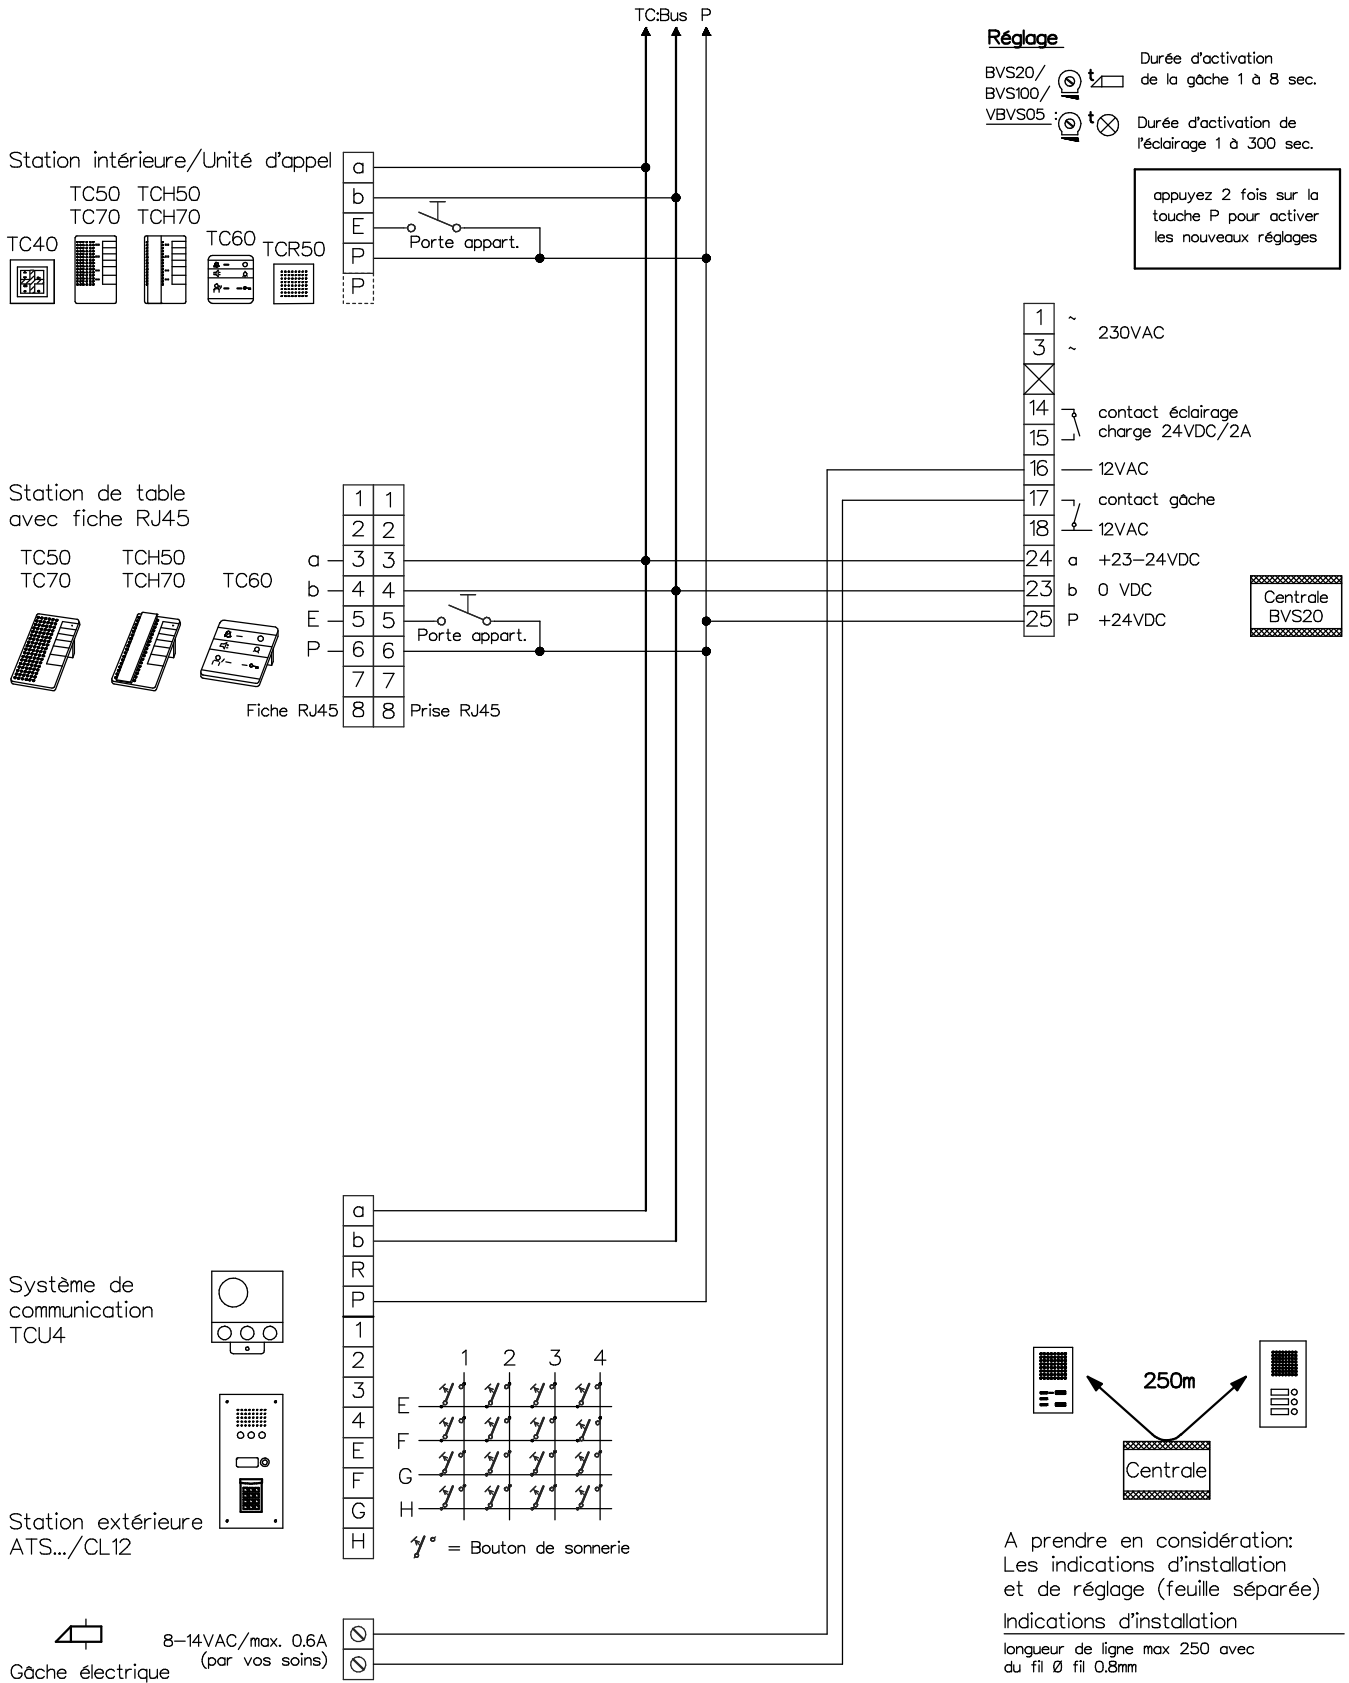 TC:Bus P
Réglage
BVS20/
BVS100/
VBVS05 :
t
Durée d'activation
de la gâche 1 à 8 sec.
t
Durée d'activation de
l'éclairage 1 à 300 sec.
appuyez 2 fois sur la
touche P pour activer
les nouveaux réglages
Station intérieure/Unité d'appel
TC50 TCH50
TC70 TCH70
TC40
TC60
TCR50
a
b
E
P
P
Porte appart.
1 ~
3 ~
230VAC
14
15
contact éclairage
charge 24VDC/2A
16 12VAC
17 contact gâche
18 12VAC
24 a +23-24VDC
23 b 0 VDC
25 P +24VDC
Centrale
BVS20
Station de table
avec fiche RJ45
TC50 TCH50
TC70 TCH70 TC60
1 1
2 2
a 3 3
b 4 4
E 5 5
P 6 6
7 7
8 8
Porte appart.
Fiche RJ45
Prise RJ45
a
b
R
P
1
2
3
4
E
F
G
H
Système de
communication
TCU4
1 2 3 4
E
F
G
H
= Bouton de sonnerie
Station extérieure
ATS.../CL12
250m
Centrale
A prendre en considération:
Les indications d'installation
et de réglage (feuille séparée)
Indications d'installation
longueur de ligne max 250 avec
du fil Ø fil 0.8mm
8-14VAC/max. 0.6A
(par vos soins)
Gâche électrique